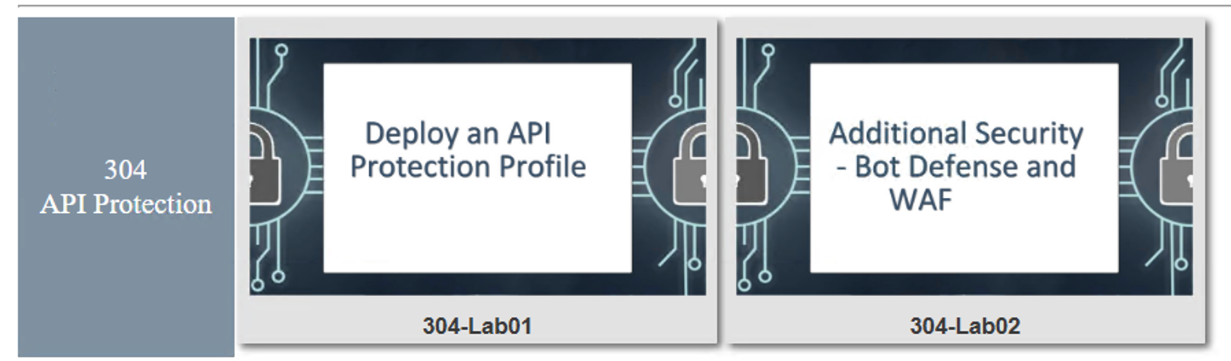 304
API Protection
Deploy an API
Protection Profile
304-Lab01
Additional Security
- Bot Defense and
WAF
304-Lab02